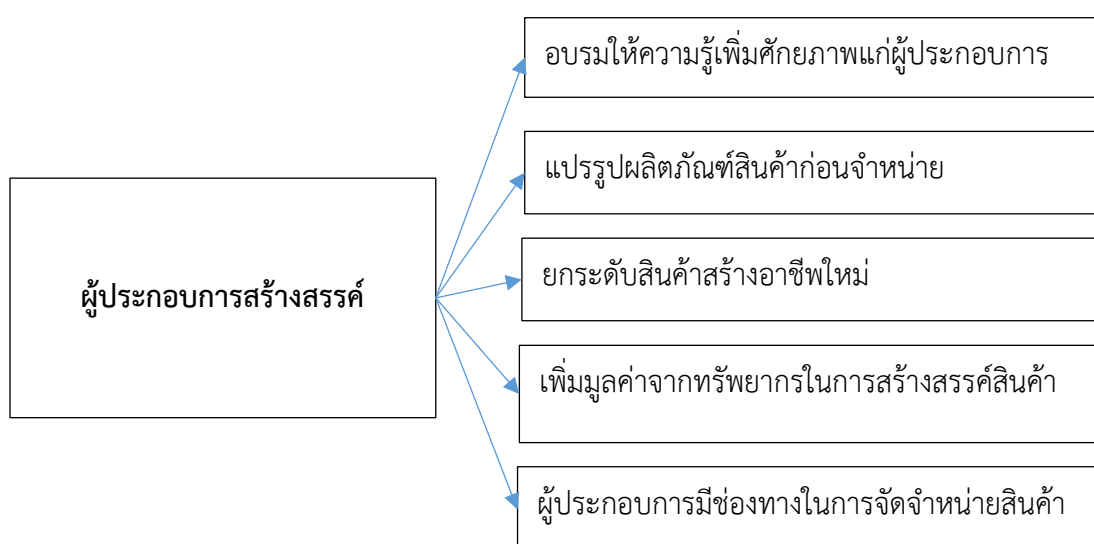 อบรมให้ความรู้เพิ่มศักยภาพแก่ผู้ประกอบการ
แปรรูปผลิตภัณฑ์สินค้าก่อนจำหน่าย
ยกระดับสินค้าสร้างอาชีพใหม่
ผู้ประกอบการสร้างสรรค์
เพิ่มมูลค่าจากทรัพยากรในการสร้างสรรค์สินค้า
ผู้ประกอบการมีช่องทางในการจัดจำหน่ายสินค้า